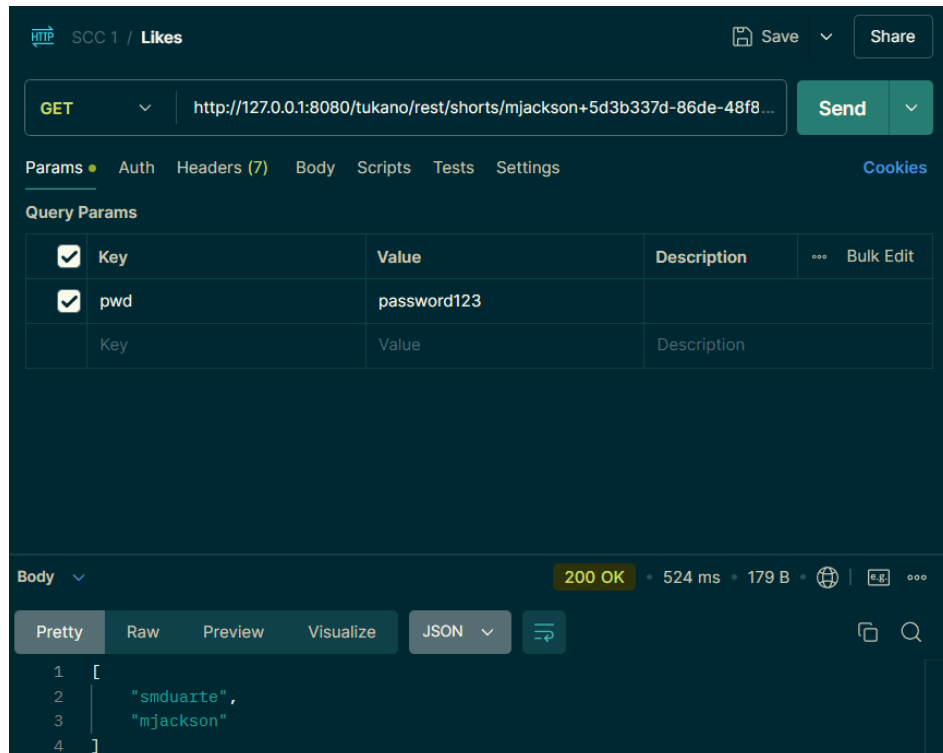 HTTP SCC 1 / Likes Save Share
GET http://127.0.0.1:8080/tukano/rest/shorts/mjackson+5d3b337d-86de-48f8... Send
Params Auth Headers (7) Body Scripts Tests Settings Cookies
Query Params
Key Value Description Bulk Edit
pwd password123
Key Value Description
Body 200 OK • 524 ms • 179 B • e.g.
Pretty Raw Preview Visualize JSON
1 [
2 "smduarte",
3 "mjackson"
4 ]